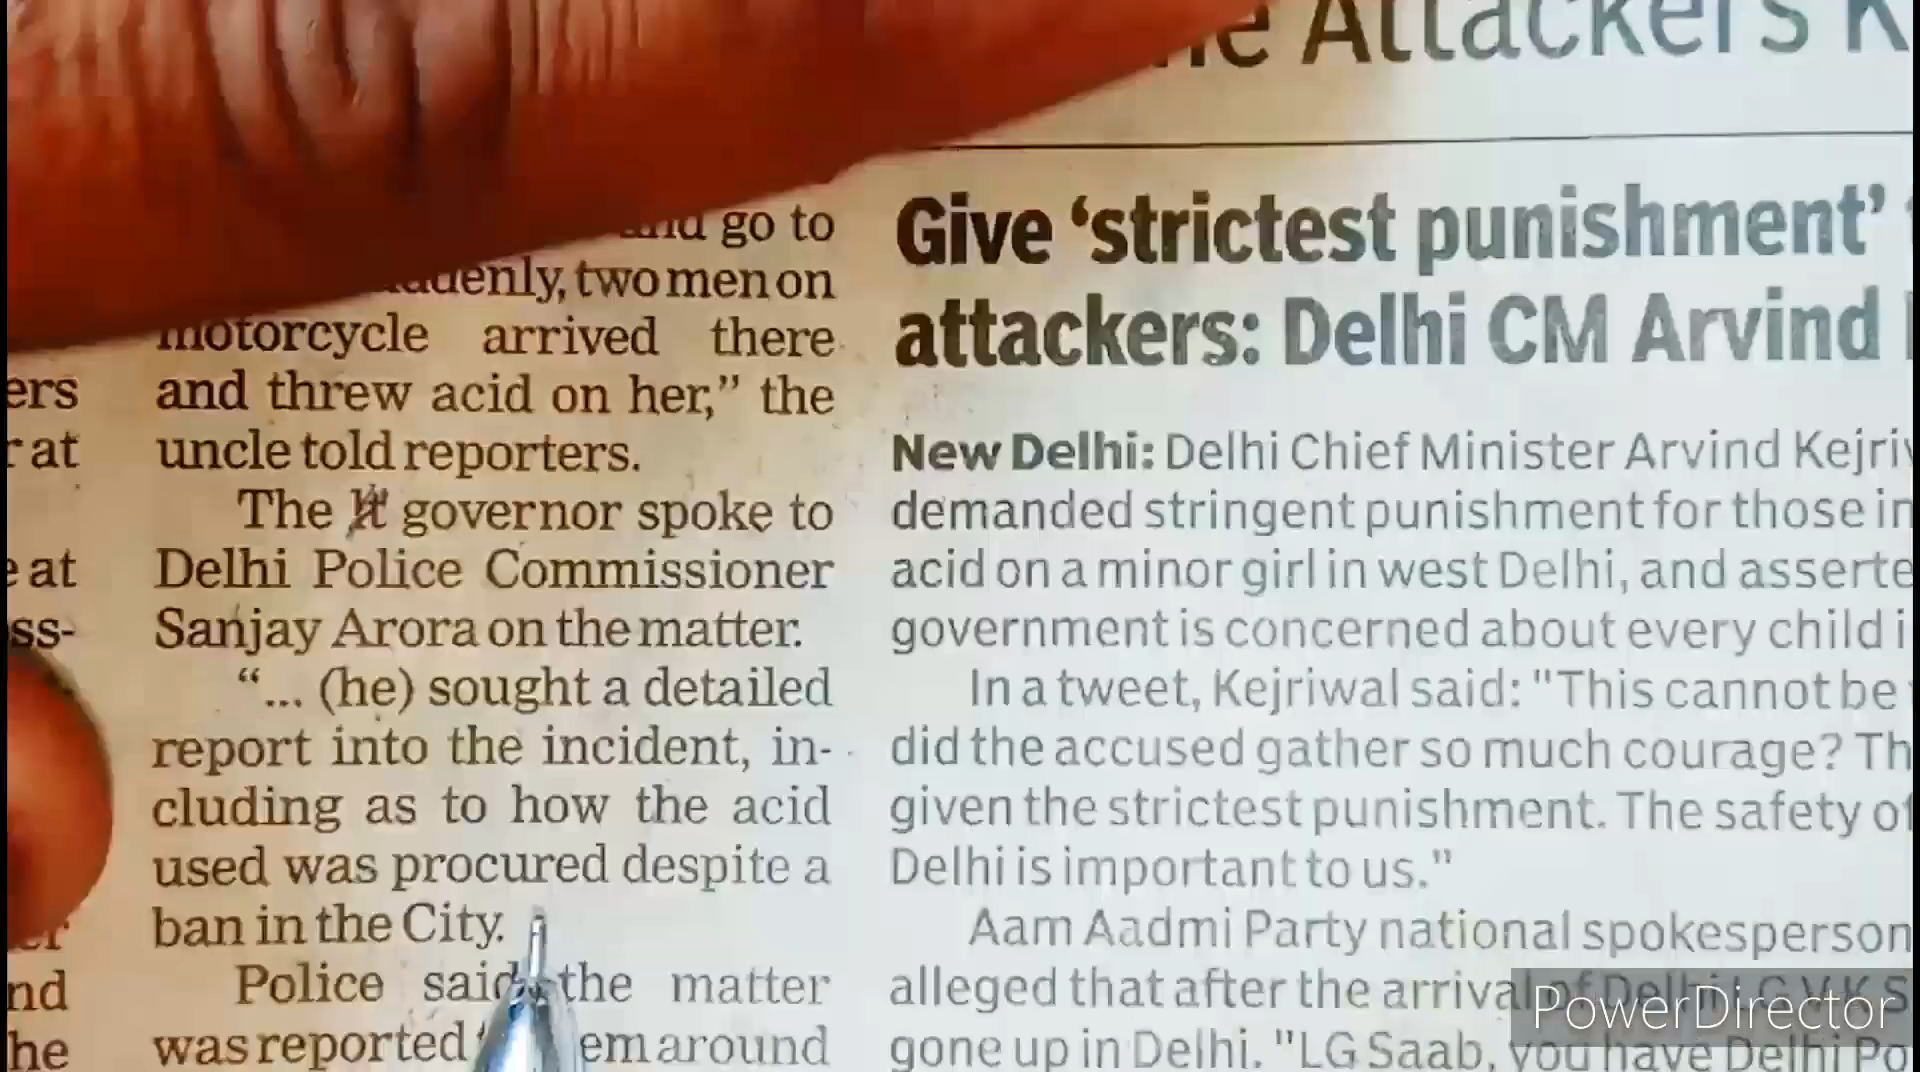 he Attackers K
Give ‘strictest punishment’
attackers: Delhi CM Arvind
go to
two men on
motorcycle arrived there
and threw acid on her,” the
uncle told reporters.
The governor spoke to
Delhi Police Commissioner
Sanjay Arora on the matter.
“... (he) sought a detailed
report into the incident, in-
cluding as to how the acid
used was procured despite a
ban in the City.
Police said the matter
was reported em around
ers
r at
e at
ss-
er
nd
he
New Delhi: Delhi Chief Minister Arvind Kejriw
demanded stringent punishment for those in
acid on a minor girl in west Delhi, and asserte
government is concerned about every child i
In a tweet, Kejriwal said: "This cannot be
did the accused gather so much courage? Th
given the strictest punishment. The safety of
Delhi is important to us."
Aam Aadmi Party national spokesperson
alleged that after the arrival of Delhi LG V K S
gone up in Delhi. "LG Saab, you have Delhi Po
PowerDirector